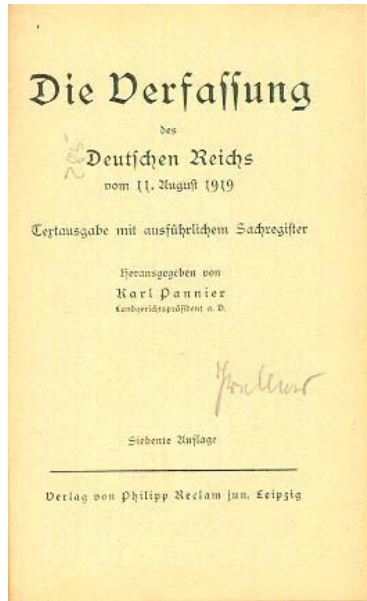 Die Verfassung
des
Deutschen Reichs
vom 11. August 1919
Textausgabe mit ausführlichem Sachregister
Herausgegeben von
Karl Pannier
Landgerichtspräsident a. D.
Siebente Auflage
Verlag von Philipp Reclam jun. Leipzig